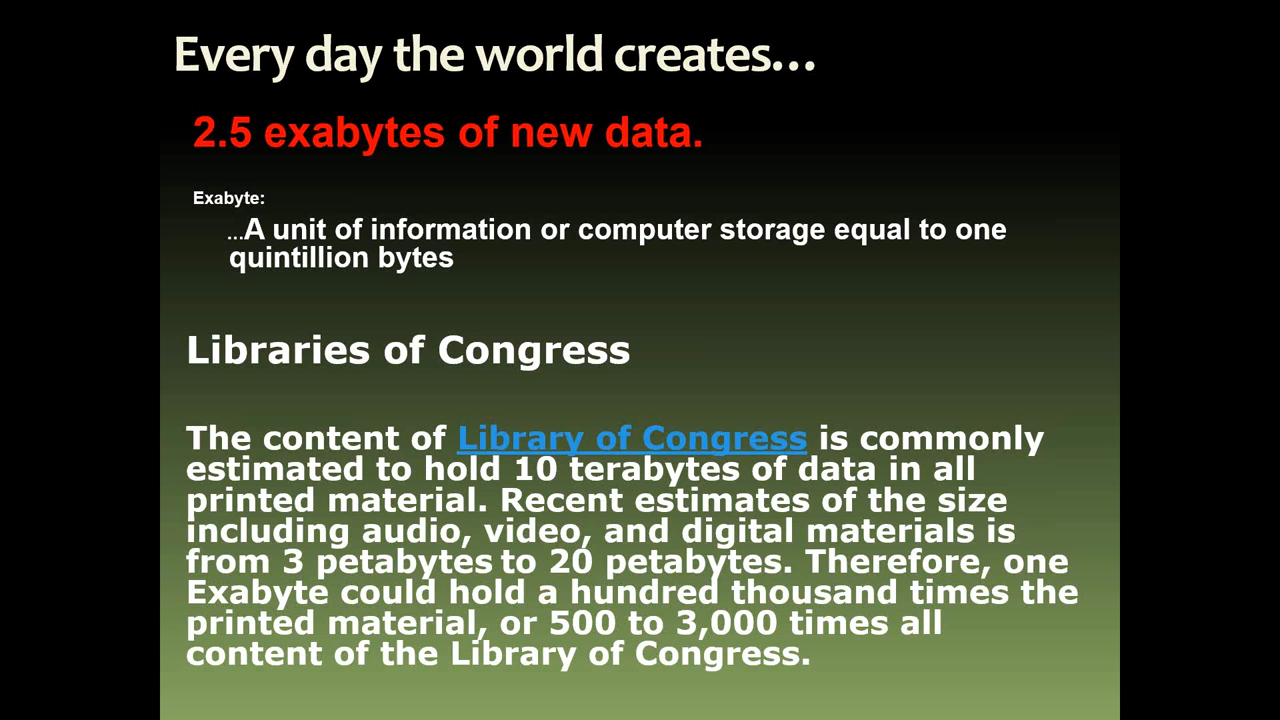 Every day the world creates...
2.5 exabytes of new data.
Exabyte:
...A unit of information or computer storage equal to one
quintillion bytes
Libraries of Congress
The content of Library of Congress is commonly
estimated to hold 10 terabytes of data in all
printed material. Recent estimates of the size
including audio, video, and digital materials is
from 3 petabytes to 20 petabytes. Therefore, one
Exabyte could hold a hundred thousand times the
printed material, or 500 to 3,000 times all
content of the Library of Congress.